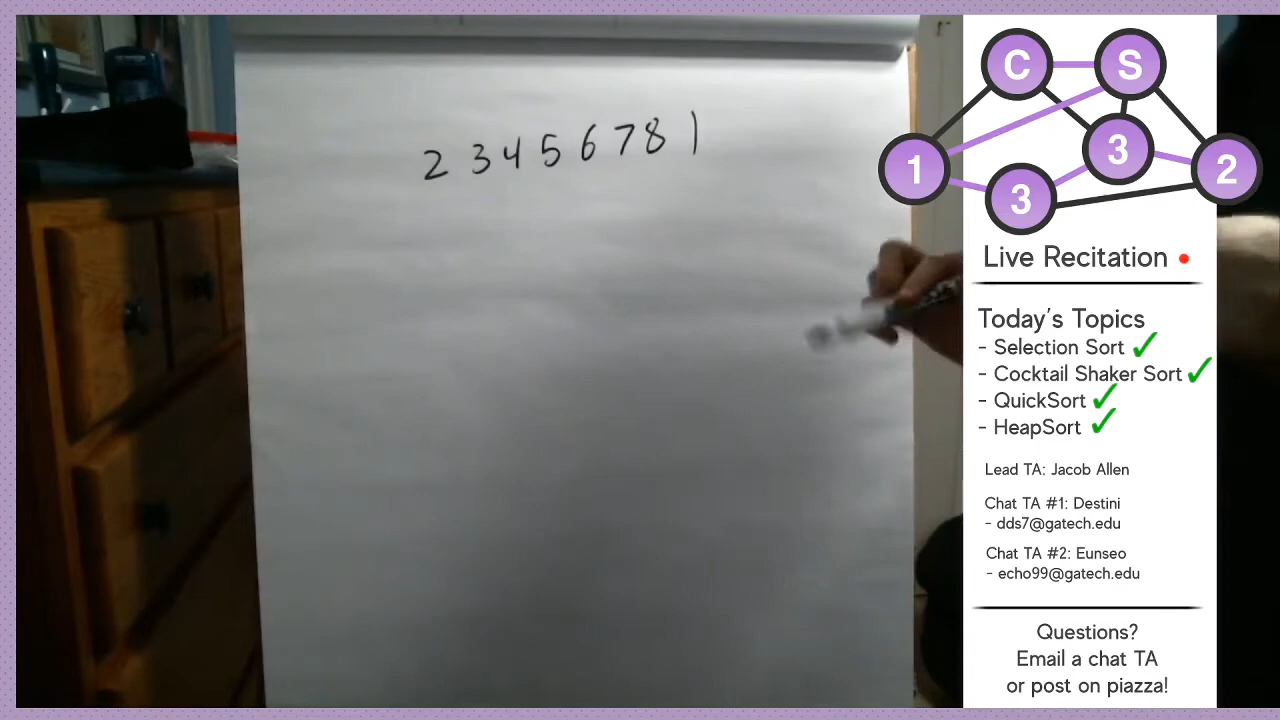 2 3 4 5 6 7 8 1
C S
1 3 3 2
Live Recitation
Today's Topics
- Selection Sort ✓
- Cocktail Shaker Sort ✓
- QuickSort ✓
- HeapSort ✓
Lead TA: Jacob Allen
Chat TA #1: Destini
- dds7@gatech.edu
Chat TA #2: Eunseo
- echo99@gatech.edu
Questions?
Email a chat TA
or post on piazza!